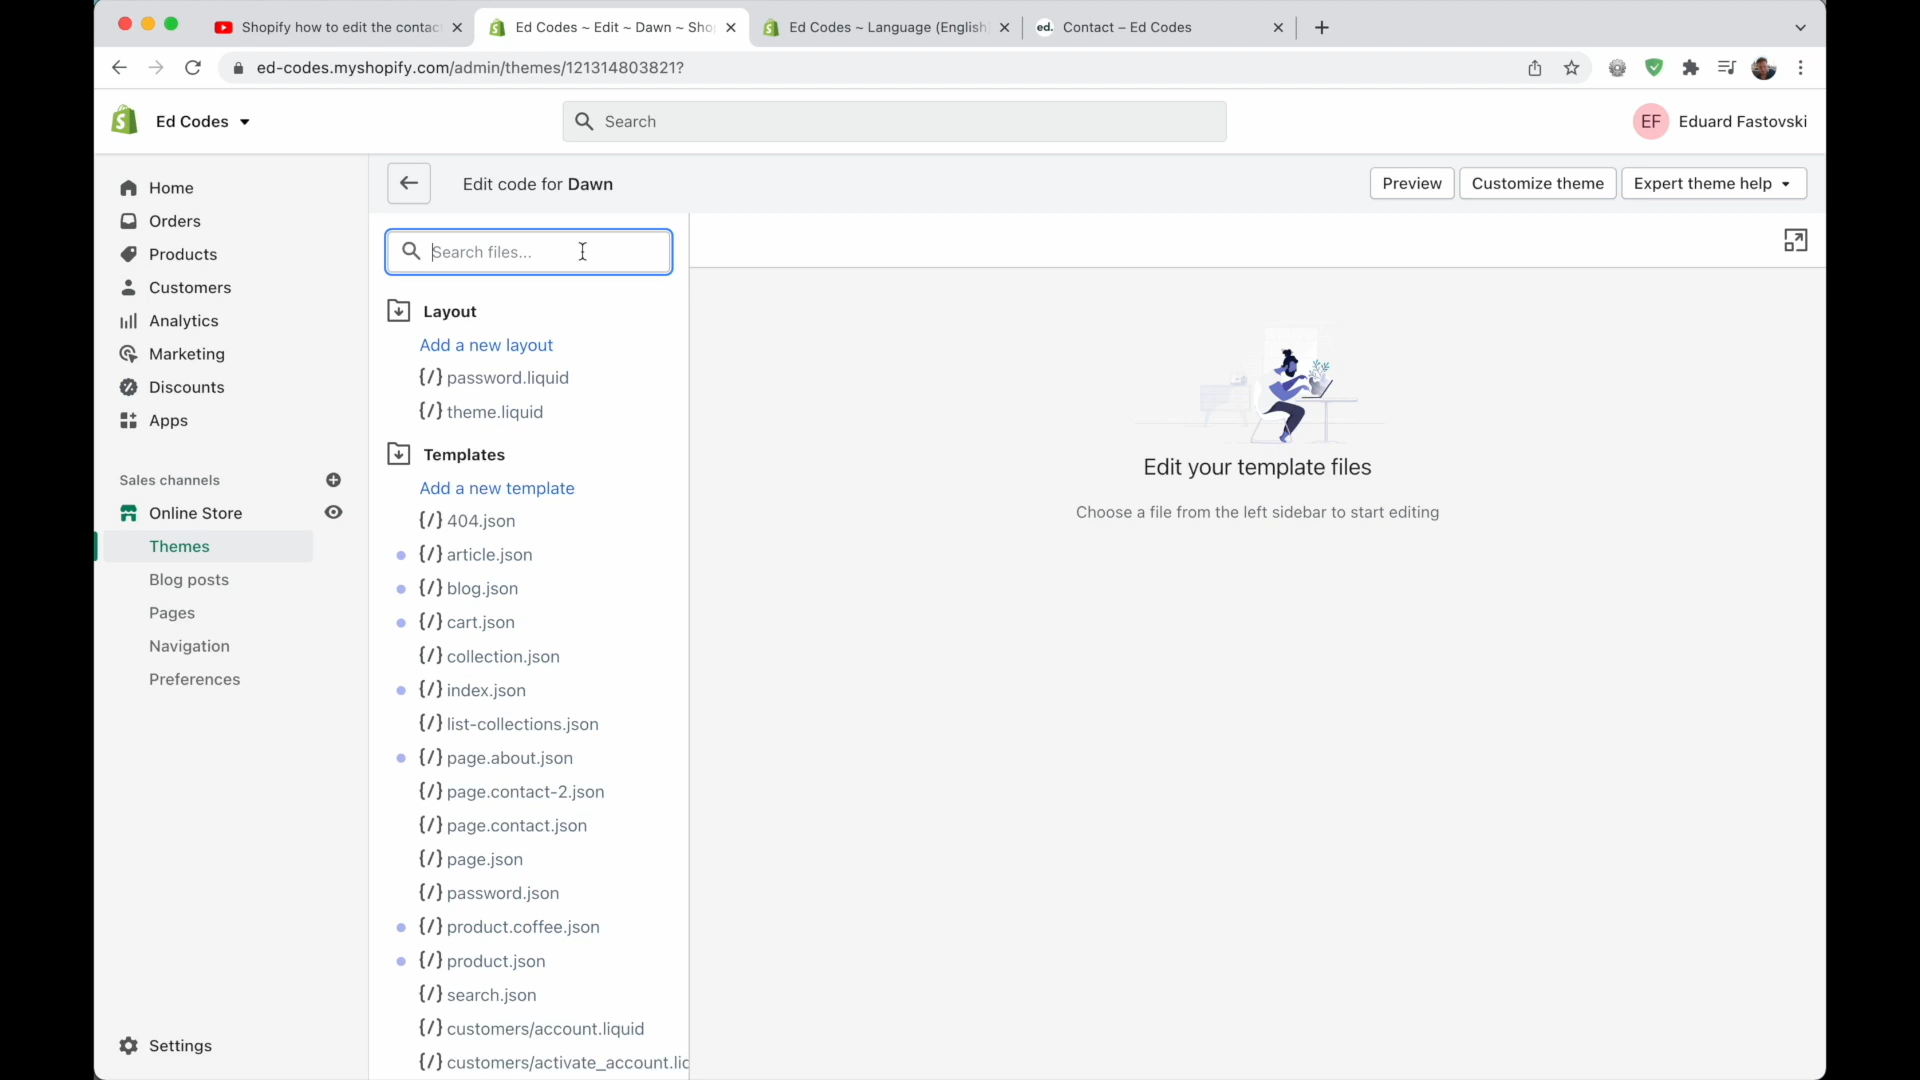 Shopify how to edit the contac
Ed Codes ~ Edit ~ Dawn ~ Sho
Ed Codes ~ Language (English
ed. Contact – Ed Codes
ed-codes.myshopify.com/admin/themes/121314803821?
Ed Codes
Search
EF Eduard Fastovski
Home
Orders
Products
Customers
Analytics
Marketing
Discounts
Apps
Sales channels
Online Store
Themes
Blog posts
Pages
Navigation
Preferences
Settings
Edit code for Dawn
Preview
Customize theme
Expert theme help
Search files...
Layout
Add a new layout
{/} password.liquid
{/} theme.liquid
Templates
Add a new template
{/} 404.json
{/} article.json
{/} blog.json
{/} cart.json
{/} collection.json
{/} index.json
{/} list-collections.json
{/} page.about.json
{/} page.contact-2.json
{/} page.contact.json
{/} page.json
{/} password.json
{/} product.coffee.json
{/} product.json
{/} search.json
{/} customers/account.liquid
{/} customers/activate_account.lic
Edit your template files
Choose a file from the left sidebar to start editing